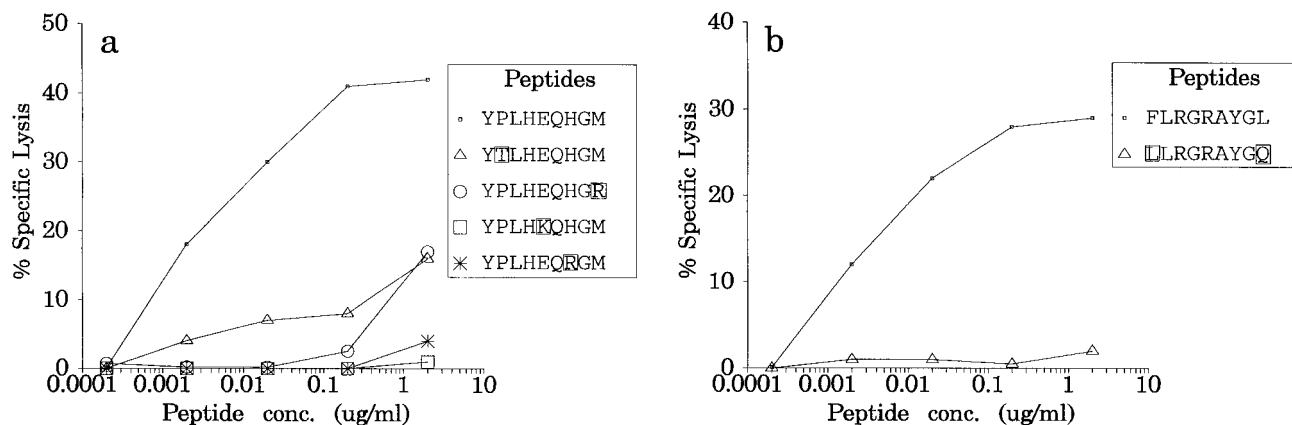 a
50
40
30
20
10
0
% Specific Lysis
0.0001
0.001
0.01
0.1
1
10
Peptide conc. (ug/ml)
Peptides
YPLHEQHGM
YTLHEQHGM
YPLHEQHGR
YPLHKQHGM
YPLHEQRGM
b
40
30
20
10
0
% Specific Lysis
0.0001
0.001
0.01
0.1
1
10
Peptide conc. (ug/ml)
Peptides
FLRGRAYGL
LRGRAYGQ